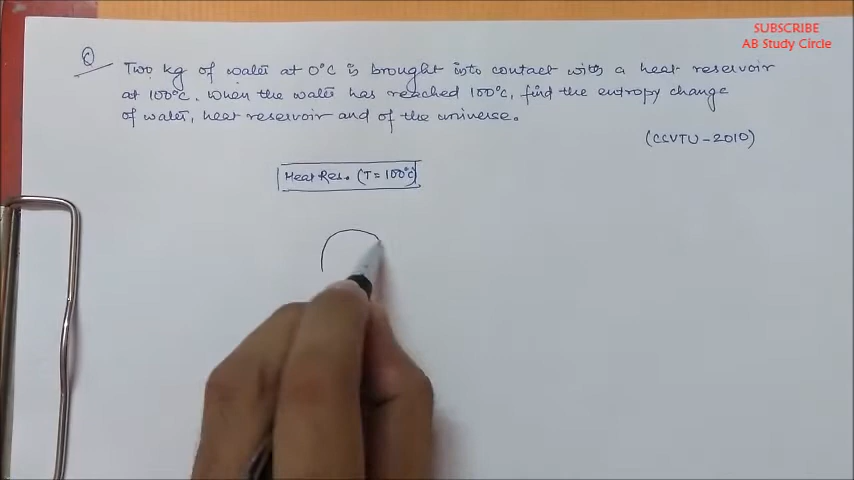 SUBSCRIBE
AB Study Circle
Q Two kg of water at 0°C is brought into contact with a heat reservoir
at 100°C. When the water has reached 100°C, find the entropy change
of water, heat reservoir and of the universe.
(CCVTU-2010)
Heat Res. (T = 100°C)